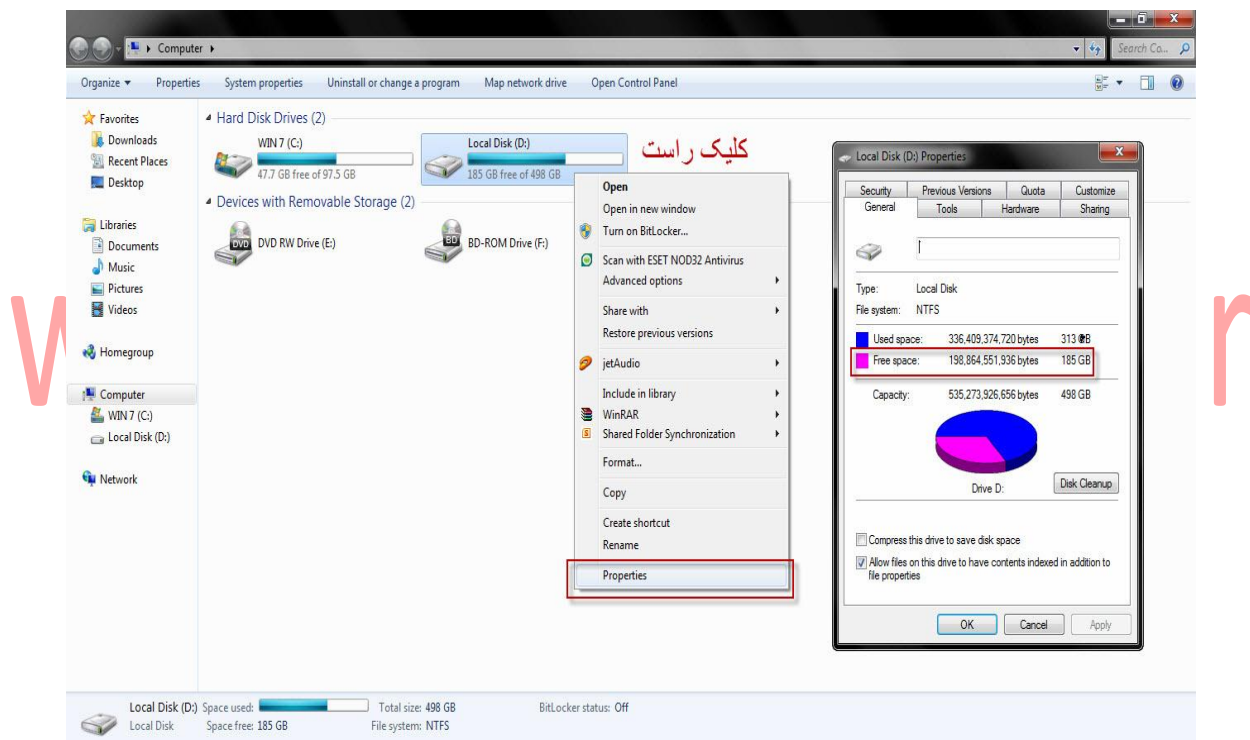 Computer
Search Co...
Organize Properties System properties Uninstall or change a program Map network drive Open Control Panel
Favorites
Downloads
Recent Places
Desktop
Libraries
Documents
Music
Pictures
Videos
Homegroup
Computer
WIN 7 (C:)
Local Disk (D:)
Network
Hard Disk Drives (2)
WIN 7 (C:)
47.7 GB free of 97.5 GB
Local Disk (D:)
185 GB free of 498 GB
کلیک راست
Devices with Removable Storage (2)
DVD
DVD RW Drive (E:)
BD
BD-ROM Drive (F:)
Open
Open in new window
Turn on BitLocker...
Scan with ESET NOD32 Antivirus
Advanced options
Share with
Restore previous versions
jetAudio
Include in library
WinRAR
Shared Folder Synchronization
Format...
Copy
Create shortcut
Rename
Properties
Local Disk (D:) Properties
Security Previous Versions Quota Customize
General Tools Hardware Sharing
Type: Local Disk
File system: NTFS
Used space: 336,409,374,720 bytes 313 GB
Free space: 198,864,551,936 bytes 185 GB
Capacity: 535,273,926,656 bytes 498 GB
Drive D:
Disk Cleanup
Compress this drive to save disk space
Allow files on this drive to have contents indexed in addition to
file properties
OK Cancel Apply
Local Disk (D:) Space used: Total size: 498 GB BitLocker status: Off
Local Disk Space free: 185 GB File system: NTFS